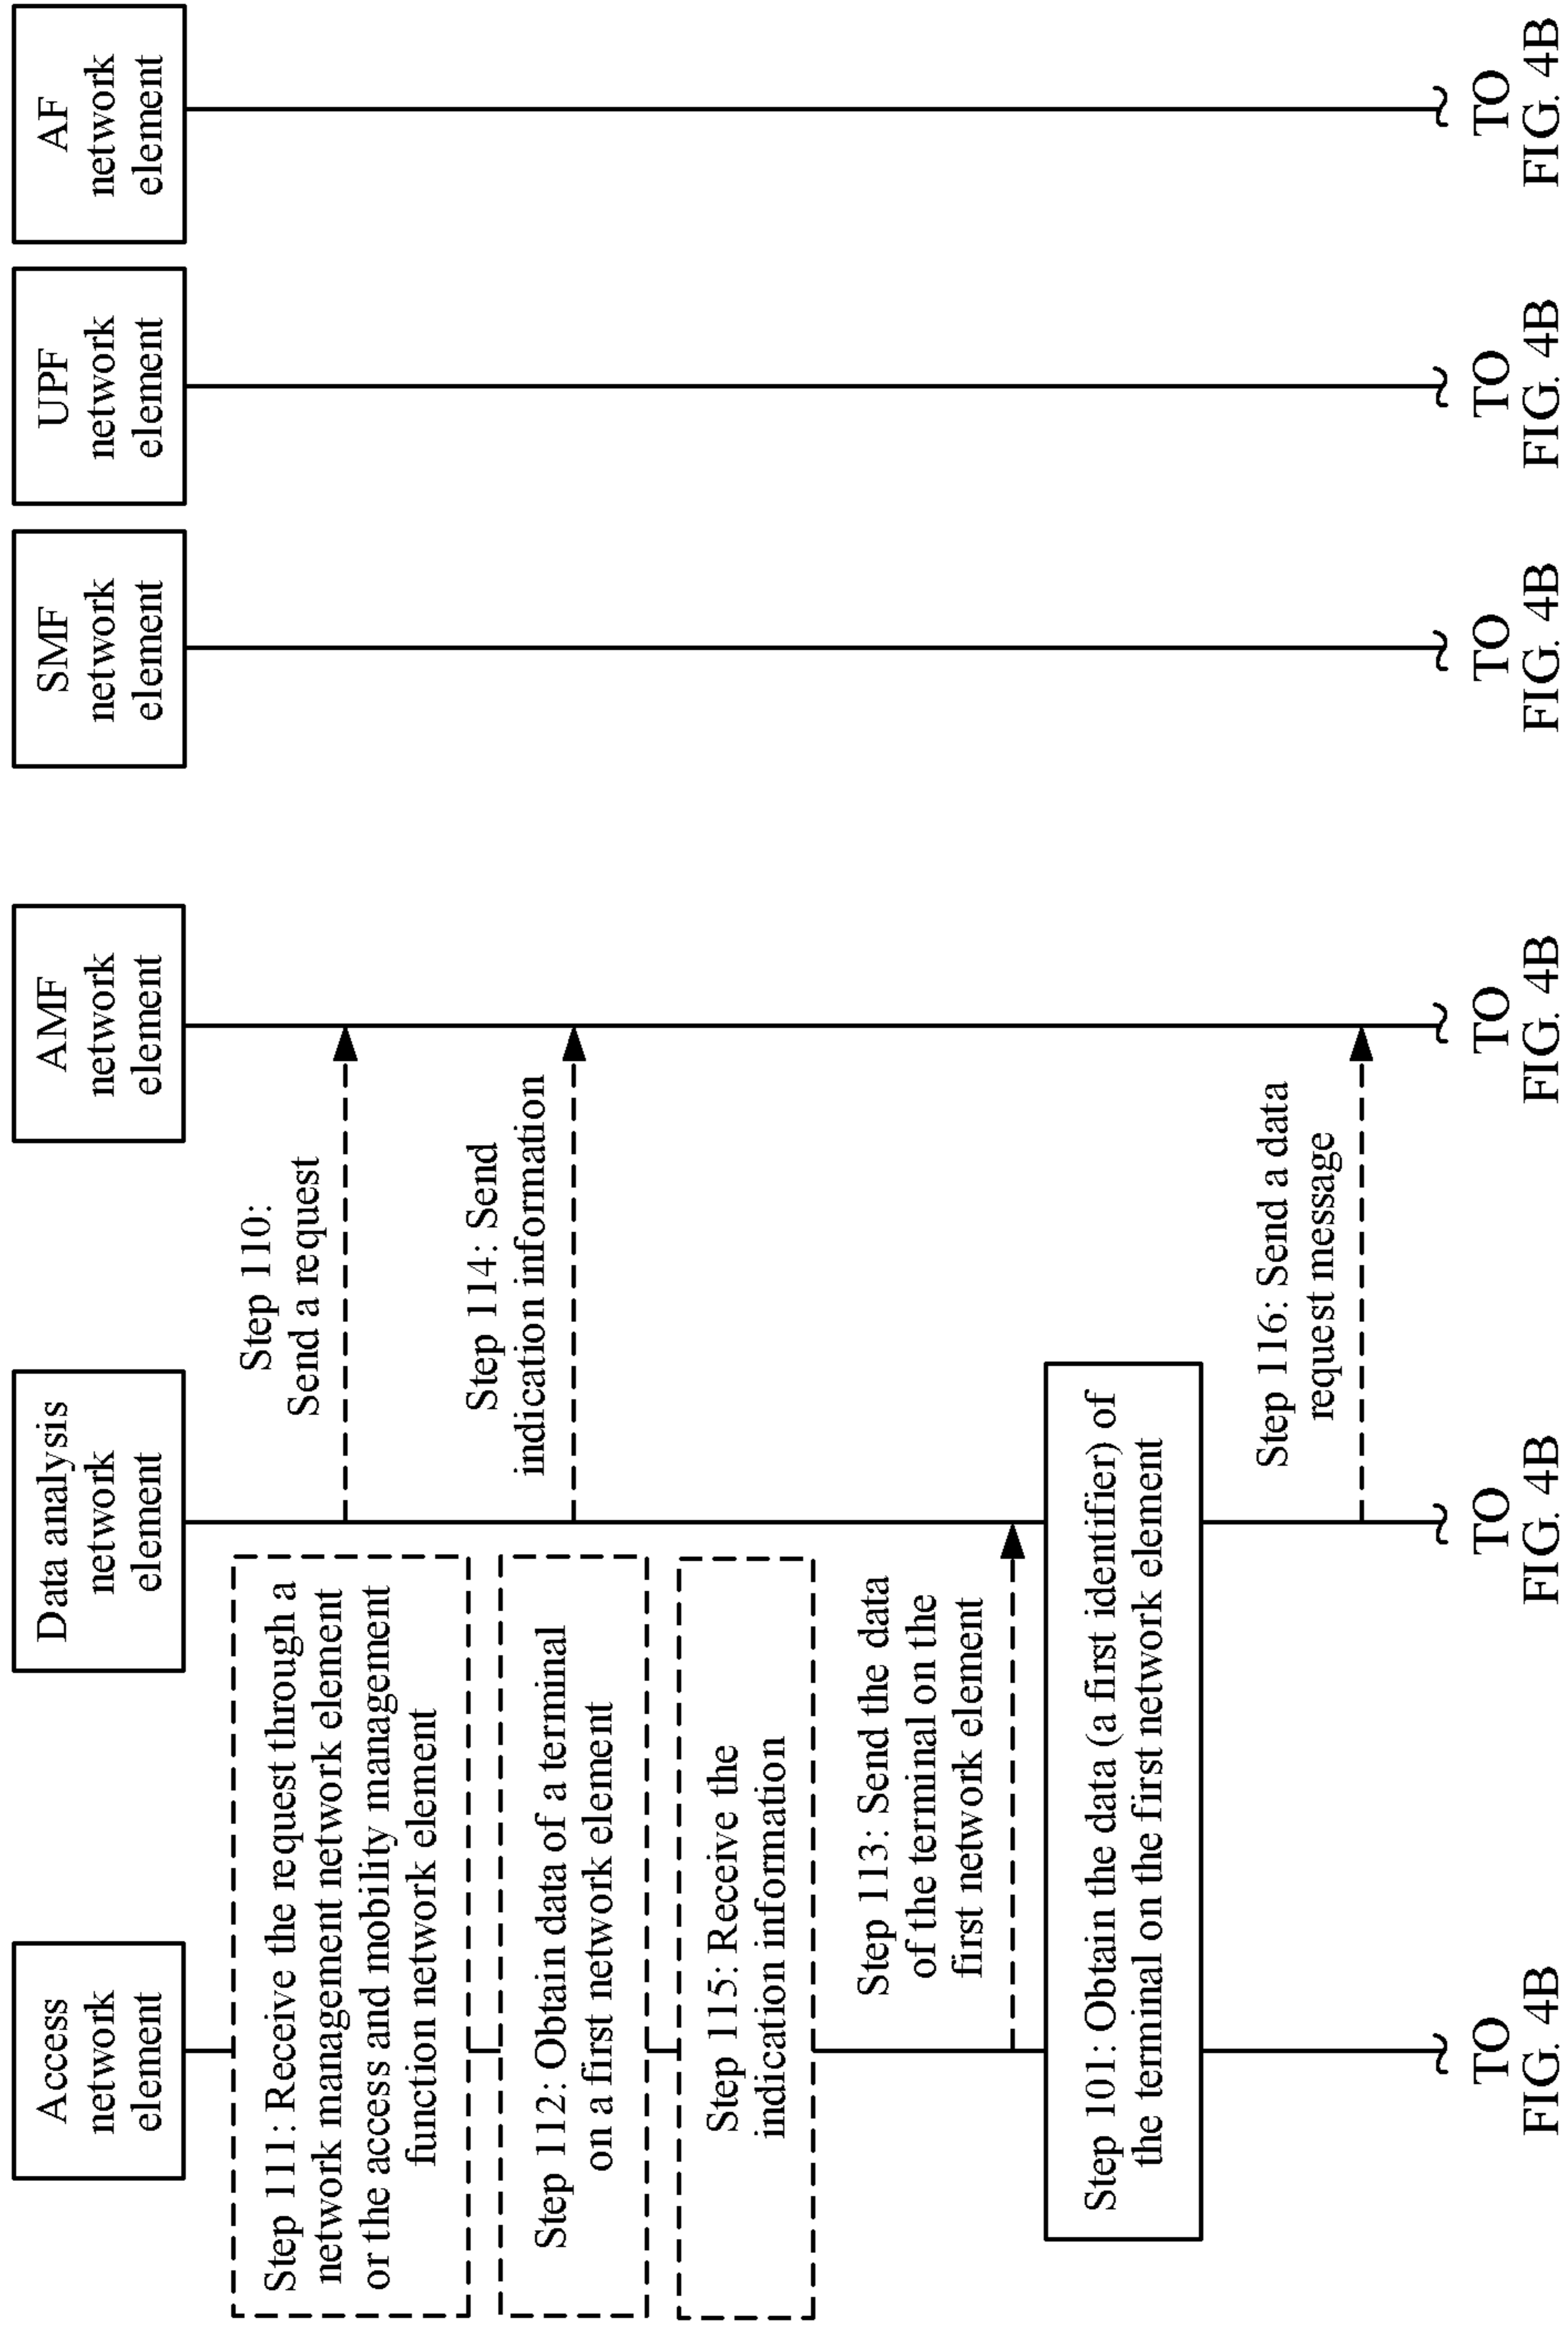 Access
network
element
Data analysis
network
element
AMF
network
element
SMF
network
element
UPF
network
element
AF
network
element
Step 110:
Send a request
Step 111: Receive the request through a
network management network element
or the access and mobility management
function network element
Step 114: Send
indication information
Step 112: Obtain data of a terminal
on a first network element
Step 115: Receive the
indication information
Step 113: Send the data
of the terminal on the
first network element
Step 101: Obtain the data (a first identifier) of
the terminal on the first network element
Step 116: Send a data
request message
TO
FIG. 4B
TO
FIG. 4B
TO
FIG. 4B
TO
FIG. 4B
TO
FIG. 4B
TO
FIG. 4B